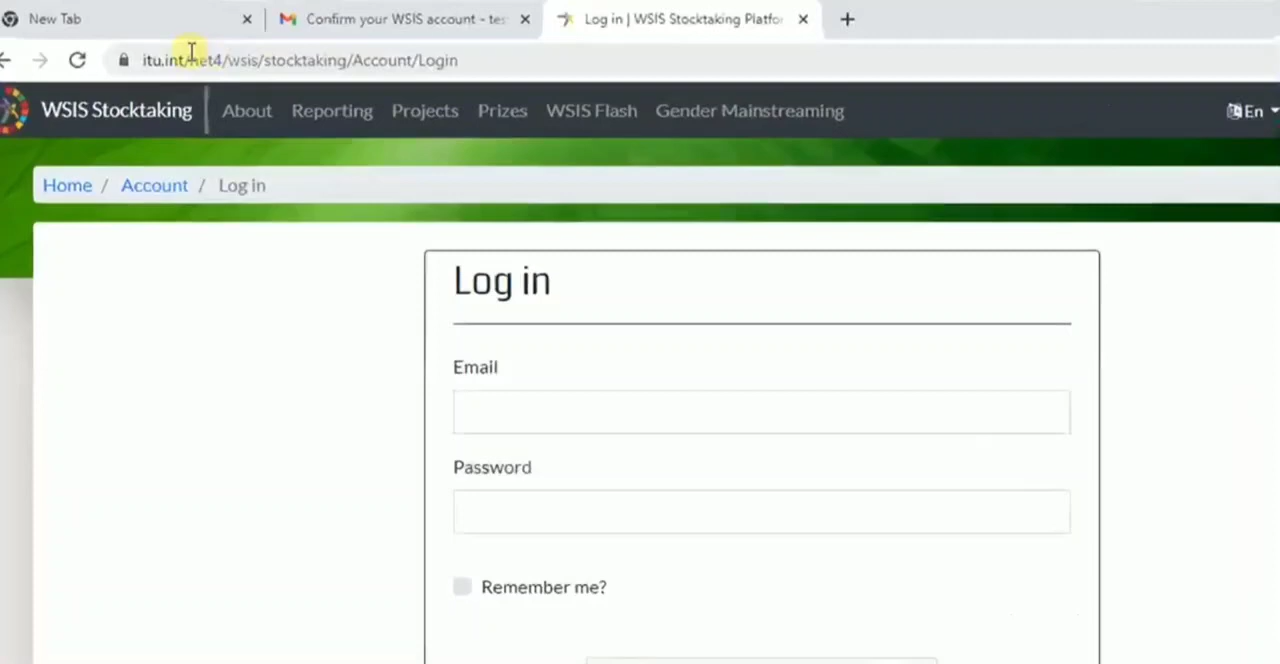 New Tab
Confirm your WSIS account - tes
Log in | WSIS Stocktaking Platfo
itu.int/net4/wsis/stocktaking/Account/Login
WSIS Stocktaking
About Reporting Projects Prizes WSIS Flash Gender Mainstreaming
En
Home / Account / Log in
Log in
Email
Password
Remember me?